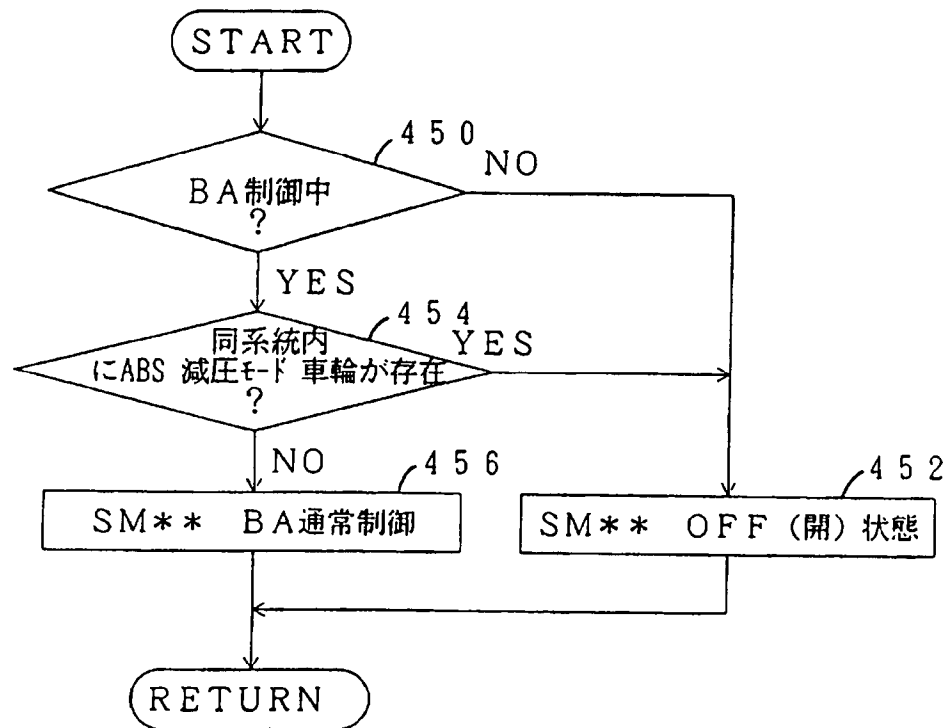 START
450
BA制御中
?
NO
YES
454
同系統内
にABS 減圧モード 車輪が存在
?
YES
NO
456
SM** BA通常制御
452
SM** OFF (開) 状態
RETURN